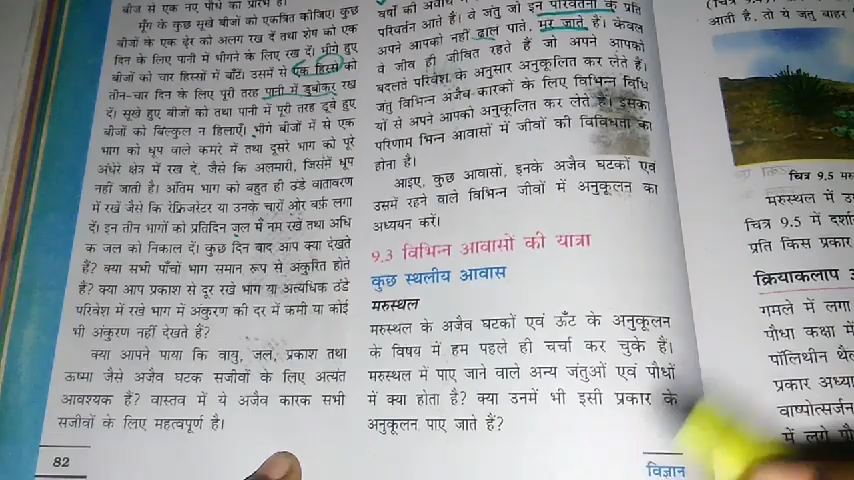 बीज से एक नए पौधे का प्रारंभ है।
मूँग के कुछ सूखे बीजों को एकत्रित कीजिए। कुछ
बीजों के एक ढेर को अलग रख दें तथा शेष को एक
दिन के लिए पानी में भीगने के लिए रख दें। भीगे हुए
बीजों को चार हिस्सों में बाँटें। उसमें से एक हिस्से को
तीन-चार दिन के लिए पूरी तरह पानी में डुबोकर रख
दें। सूखे हुए बीजों को तथा पानी में पूरी तरह डूबे हुए
बीजों को बिल्कुल न हिलाएँ। भीगे बीजों में से एक
भाग को धूप वाले कमरे में तथा दूसरे भाग को पूरे
अंधेरे क्षेत्र में रख दें, जैसे कि अलमारी, जिसमें धूप
नहीं जाती है। अंतिम भाग को बहुत ही ठंडे वातावरण
में रखें जैसे कि रेफ्रिजरेटर या उनके चारों ओर बर्फ़ लगा
दें। इन तीन भागों को प्रतिदिन जल में नम रखें तथा अधि
क जल को निकाल दें। कुछ दिन बाद आप क्या देखते
हैं? क्या सभी पाँचों भाग समान रूप से अंकुरित होते
हैं? क्या आप प्रकाश से दूर रखे भाग या अत्यधिक ठंडे
परिवेश में रखे भाग में अंकुरण की दर में कमी या कोई
भी अंकुरण नहीं देखते हैं?
क्या आपने पाया कि वायु, जल, प्रकाश तथा
ऊष्मा जैसे अजैव घटक सजीवों के लिए अत्यंत
आवश्यक हैं? वास्तव में ये अजैव कारक सभी
सजीवों के लिए महत्वपूर्ण है।
82
वर्षों की अवधि में जो इन परिवर्तनों के प्रति
परिवर्तन आते हैं। वे जंतु
अपने आपको नहीं ढाल पाते, मर जाते हैं। केवल
वे जीव ही जीवित रहते हैं जो अपने आपको
बदलते परिवेश के अनुसार अनुकूलित कर लेते हैं।
जंतु विभिन्न अजैव-कारकों के लिए विभिन्न विधि
यों से अपने आपको अनुकूलित कर लेते हैं। इसका
परिणाम भिन्न आवासों में जीवों की विविधता का
होना है।
आइए, कुछ आवासों, इनके अजैव घटकों एवं
उसमें रहने वाले विभिन्न जीवों में अनुकूलन का
अध्ययन करें।
9.3 विभिन्न आवासों की यात्रा
कुछ स्थलीय आवास
मरुस्थल
मरुस्थल के अजैव घटकों एवं ऊँट के अनुकूलन
के विषय में हम पहले ही चर्चा कर चुके हैं।
मरुस्थल में पाए जाने वाले अन्य जंतुओं एवं पौधों
में क्या होता है? क्या उनमें भी इसी प्रकार के
अनुकूलन पाए जाते हैं?
विज्ञान
आती है, तो ये जंतु बाहर
चित्र 9.5 मरु
मरुस्थल में उ
चित्र 9.5 में दर्शा
प्रति किस प्रकार
क्रियाकलाप
गमले में लगा
पौधा कक्षा में
पॉलिथीन थैल
प्रकार अध्या
वाष्पोत्सर्जन
में लगे पौ